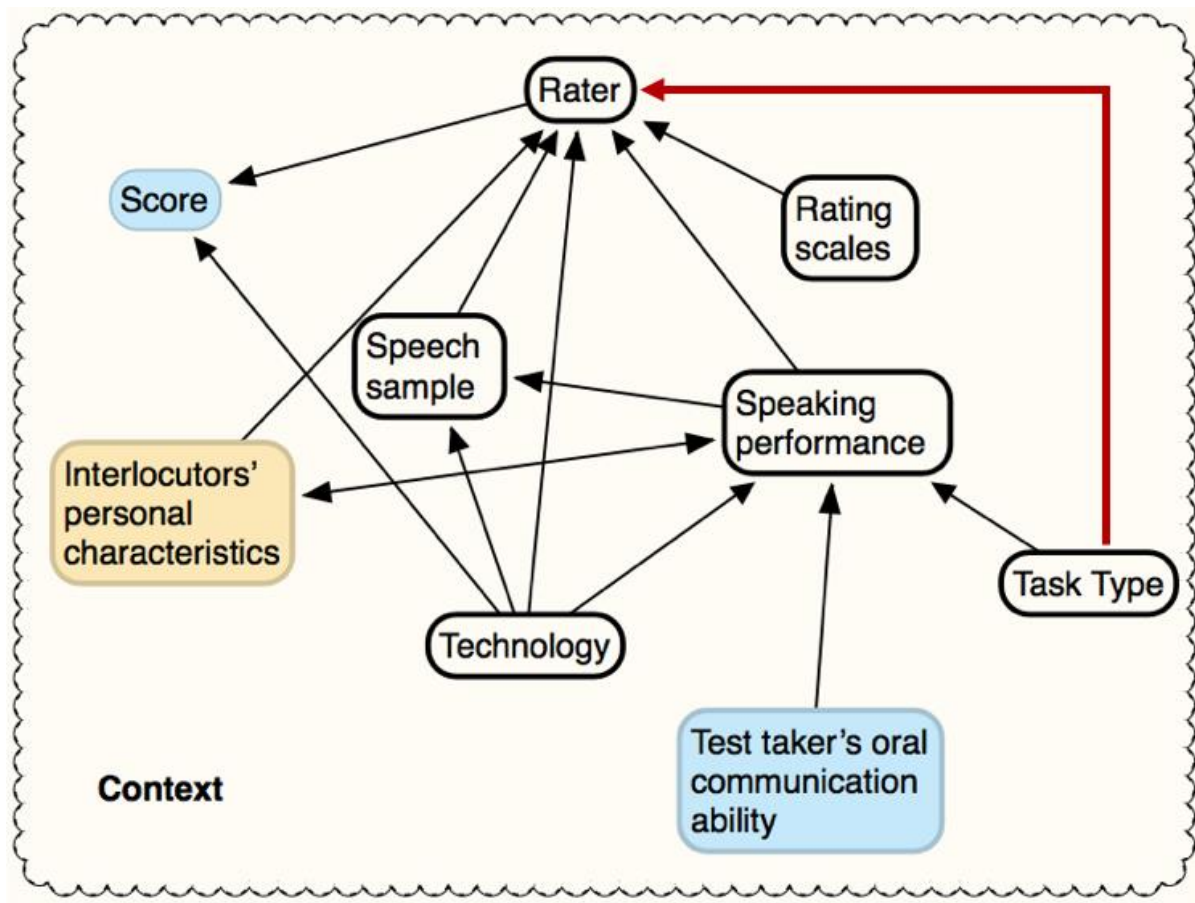 Rater
Score
Rating
scales
Speech
sample
Speaking
performance
Interlocutors’
personal
characteristics
Task Type
Technology
Test taker’s oral
communication
ability
Context